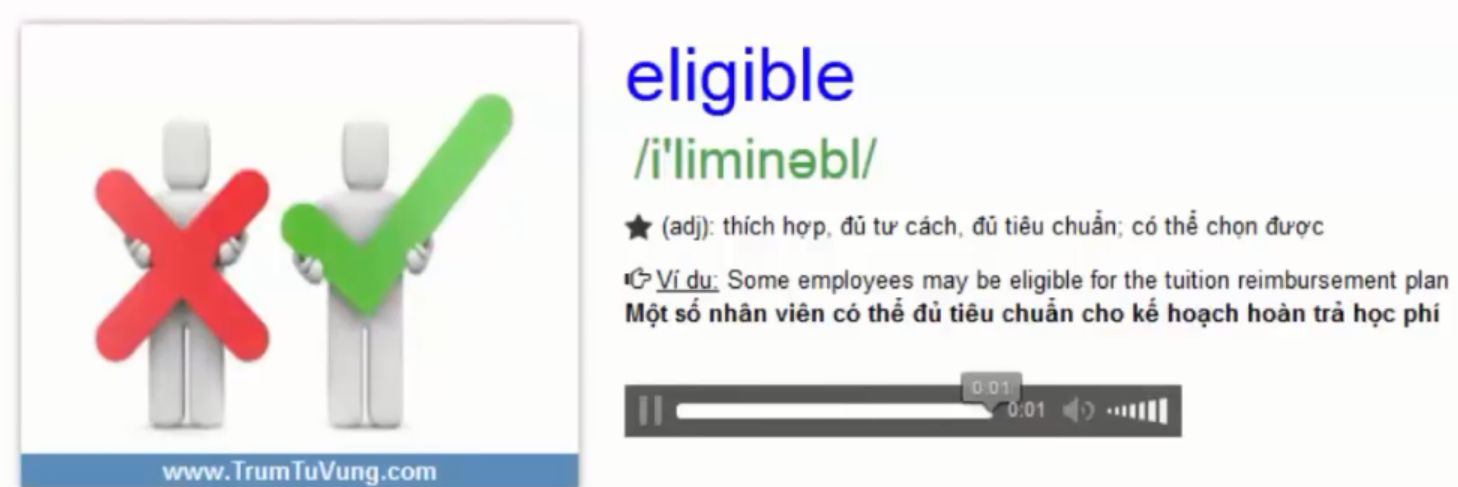 eligible
/i'liminəbl/
(adj): thích hợp, đủ tư cách, đủ tiêu chuẩn; có thể chọn được
Ví dụ: Some employees may be eligible for the tuition reimbursement plan
Một số nhân viên có thể đủ tiêu chuẩn cho kế hoạch hoàn trả học phí
0:01
0:01
www.TrumTuVung.com